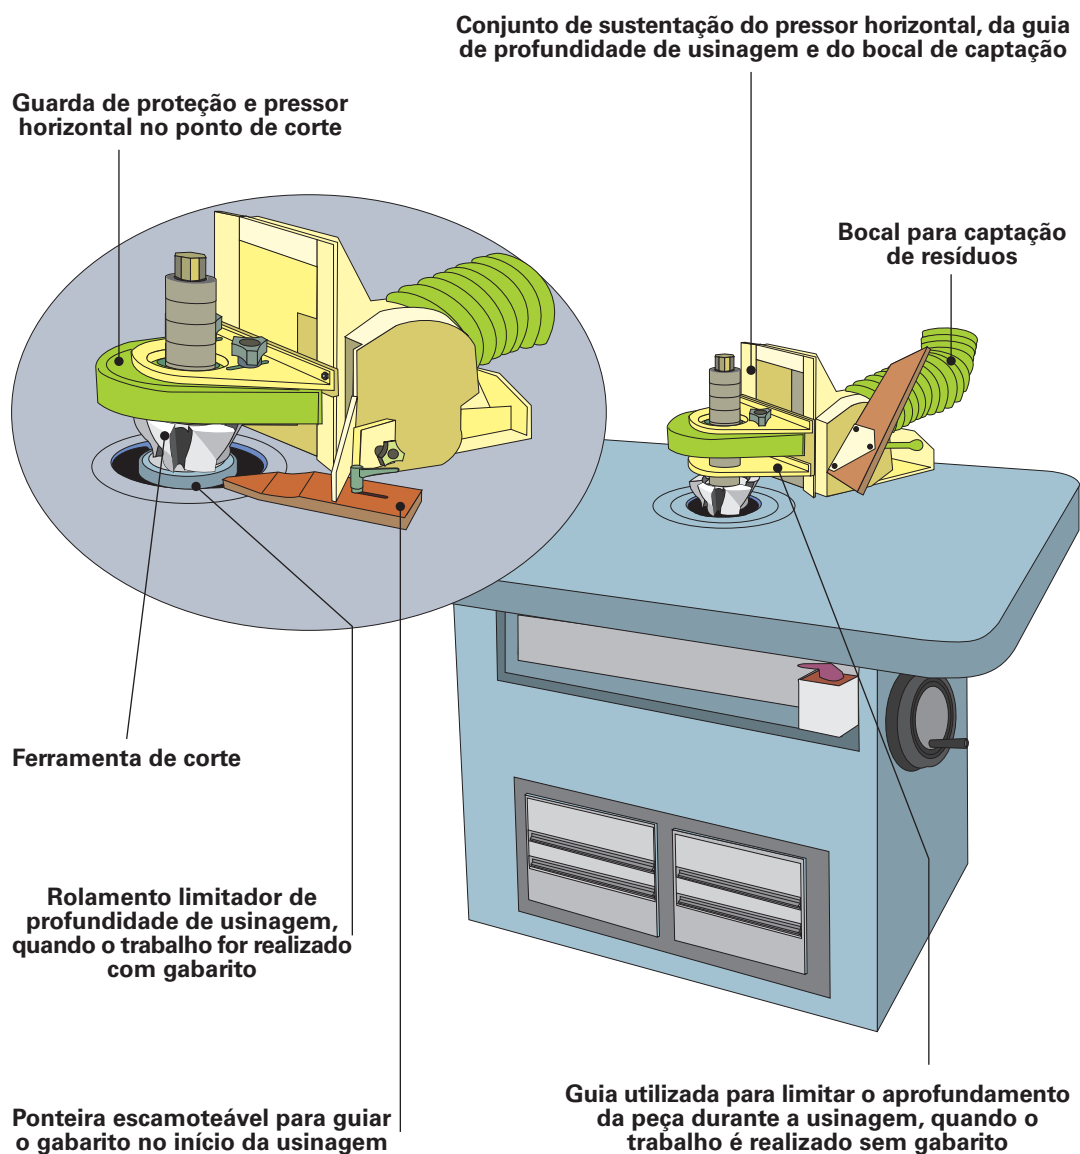 Conjunto de sustentação do pressor horizontal, da guia
de profundidade de usinagem e do bocal de captação
Guarda de proteção e pressor
horizontal no ponto de corte
Bocal para captação
de resíduos
Ferramenta de corte
Rolamento limitador de
profundidade de usinagem,
quando o trabalho for realizado
com gabarito
Ponteira escamoteável para guiar
o gabarito no início da usinagem
Guia utilizada para limitar o aprofundamento
da peça durante a usinagem, quando o
trabalho é realizado sem gabarito